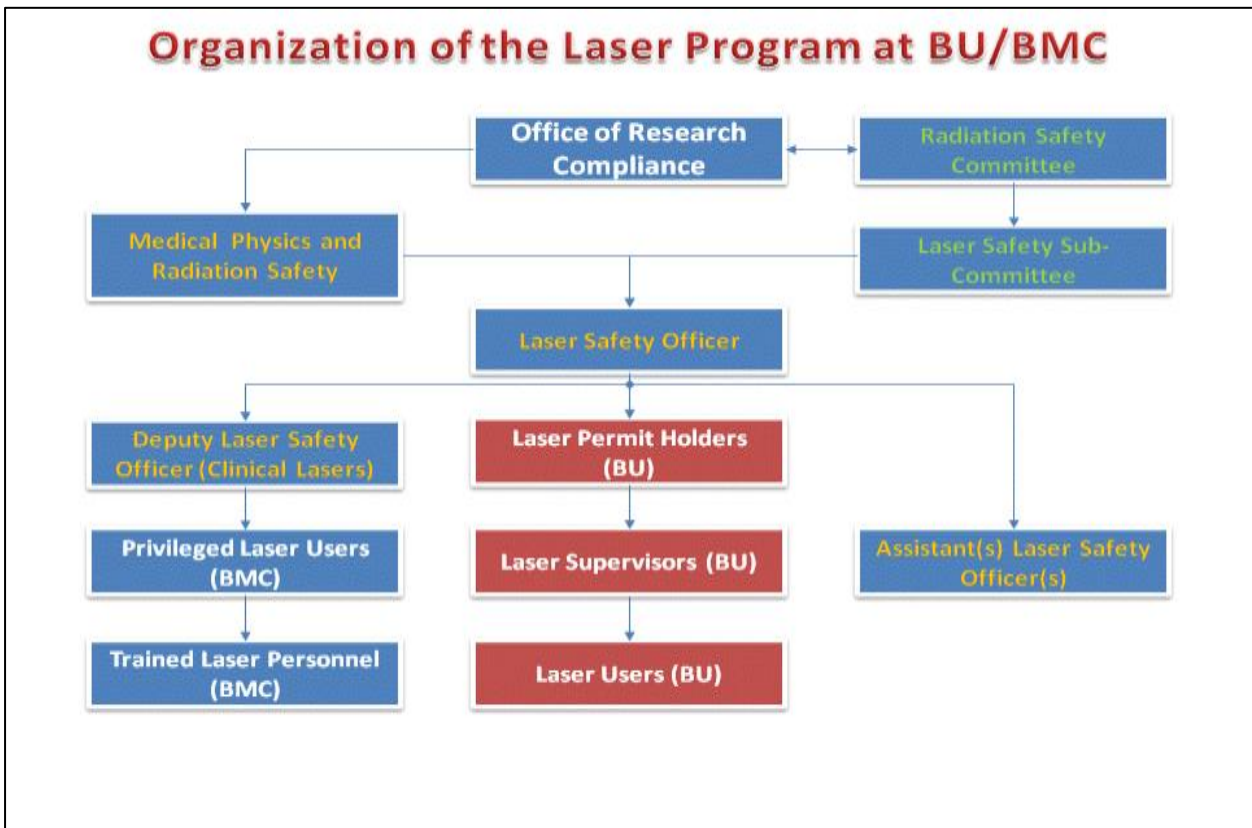 Organization of the Laser Program at BU/BMC
Office of Research
Compliance
Radiation Safety
Committee
Medical Physics and
Radiation Safety
Laser Safety Sub-
Committee
Laser Safety Officer
Deputy Laser Safety
Officer (Clinical Lasers)
Laser Permit Holders
(BU)
Privileged Laser Users
(BMC)
Laser Supervisors (BU)
Assistant(s) Laser Safety
Officer(s)
Trained Laser Personnel
(BMC)
Laser Users (BU)